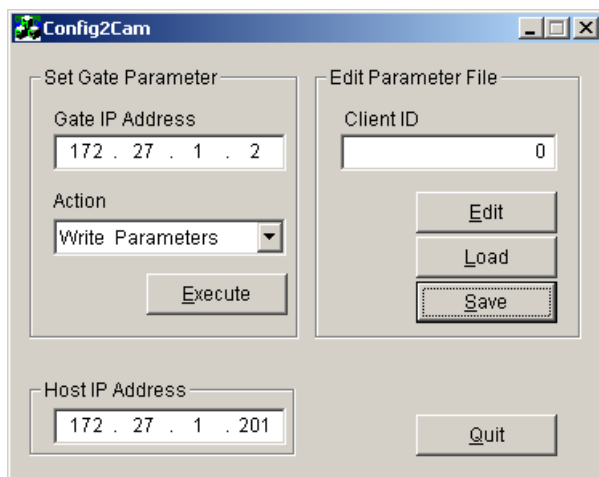 Config2Cam
Set Gate Parameter
Gate IP Address
172 . 27 . 1 . 2
Action
Write Parameters
Execute
Edit Parameter File
Client ID
0
Edit
Load
Save
Host IP Address
172 . 27 . 1 . 201
Quit